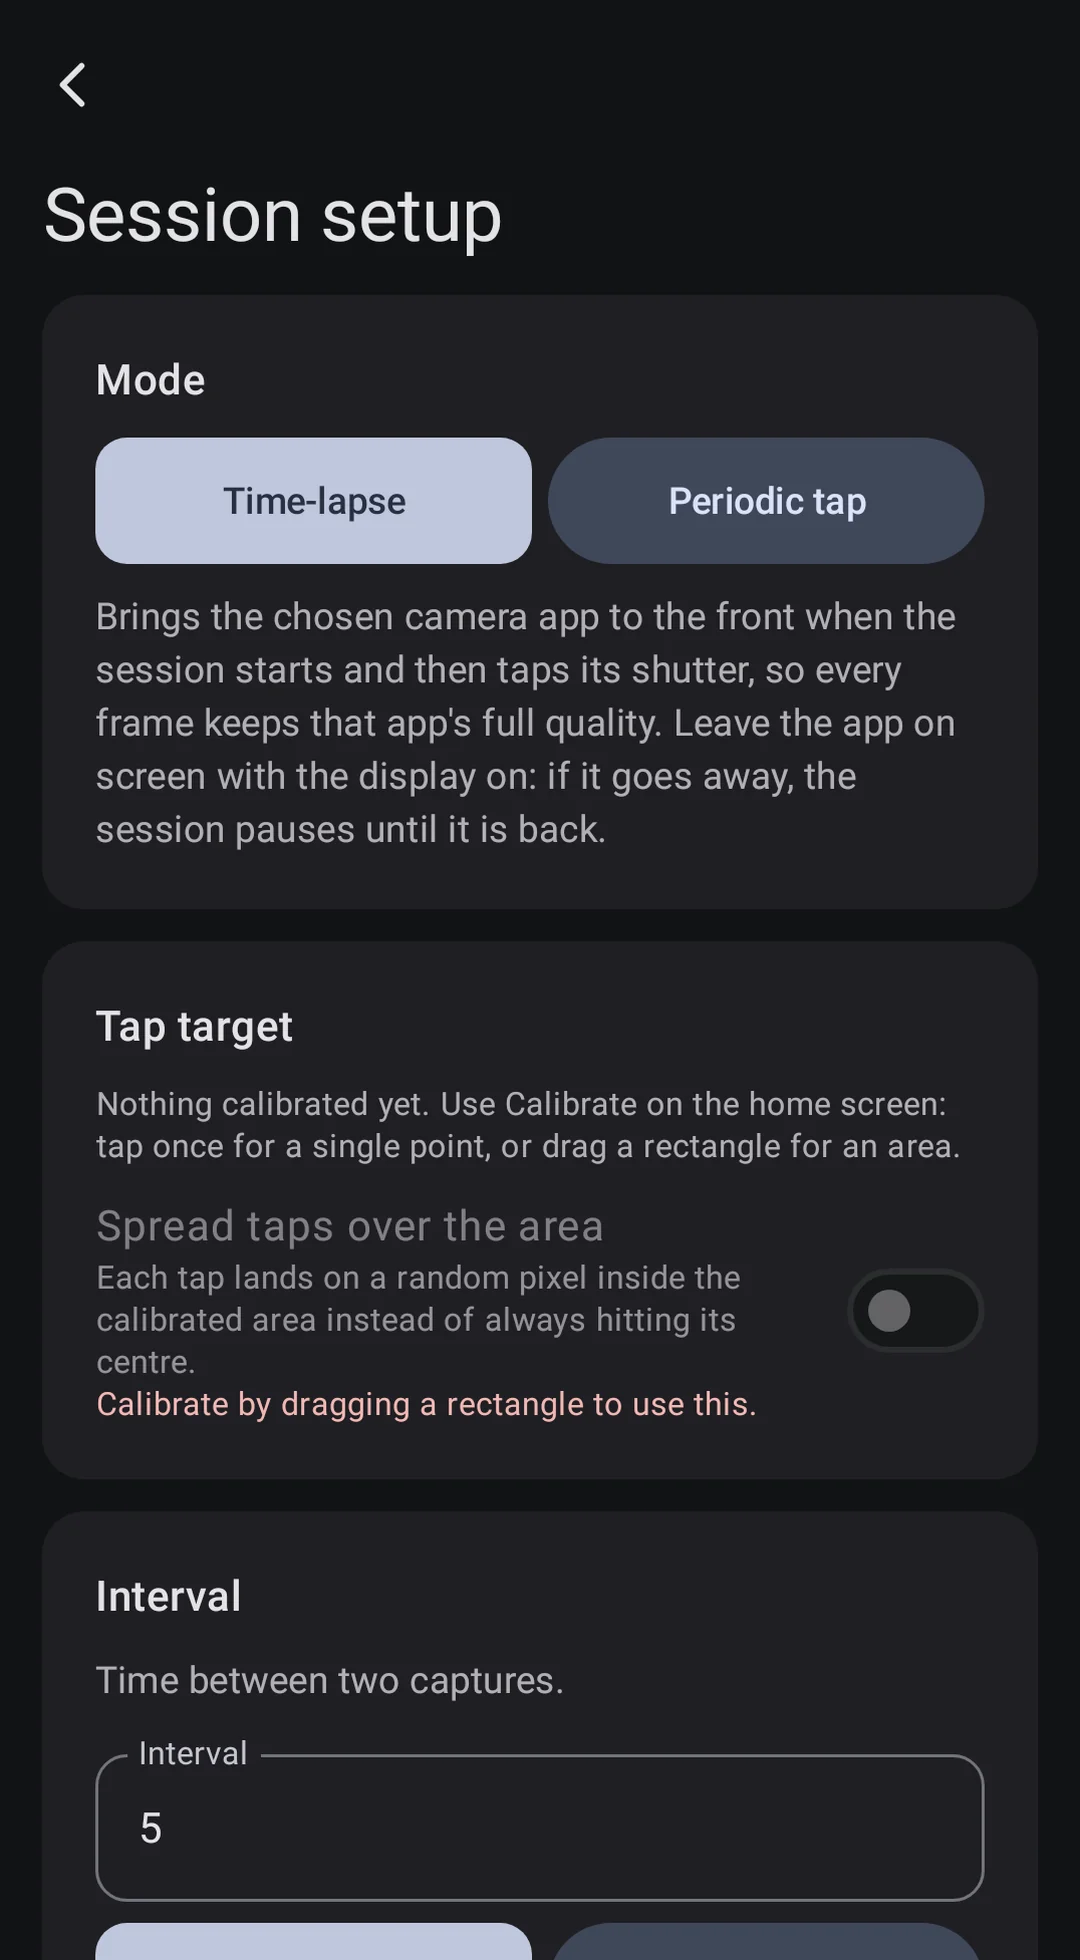 Session setup
Mode
Time-lapse
Periodic tap
Brings the chosen camera app to the front when the
session starts and then taps its shutter, so every
frame keeps that app's full quality. Leave the app on
screen with the display on: if it goes away, the
session pauses until it is back.
Tap target
Nothing calibrated yet. Use Calibrate on the home screen:
tap once for a single point, or drag a rectangle for an area.
Spread taps over the area
Each tap lands on a random pixel inside the
calibrated area instead of always hitting its
centre.
Calibrate by dragging a rectangle to use this.
Interval
Time between two captures.
Interval
5